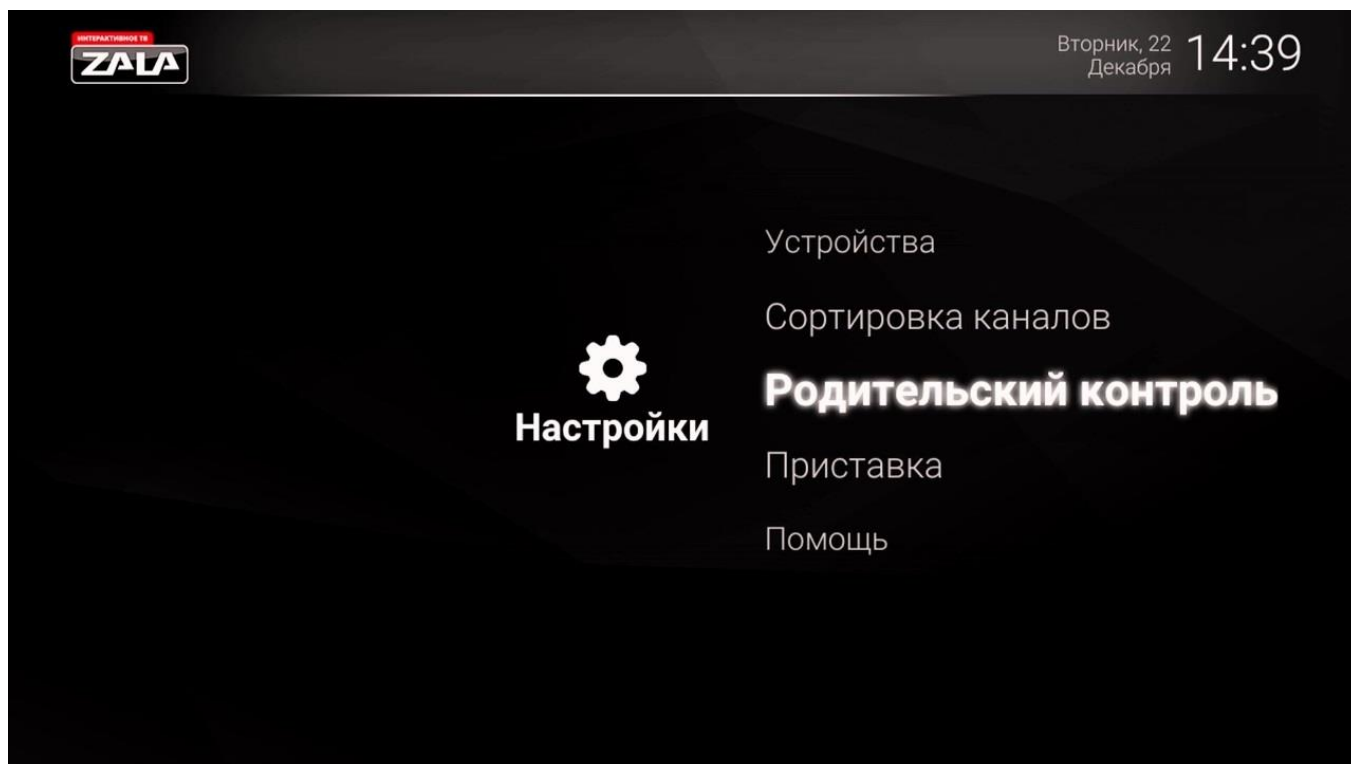 ИНТЕРАКТИВНОЕ ТВ
ZALA
Вторник, 22
Декабря
14:39
Устройства
Сортировка каналов
Родительский контроль
Настройки
Приставка
Помощь